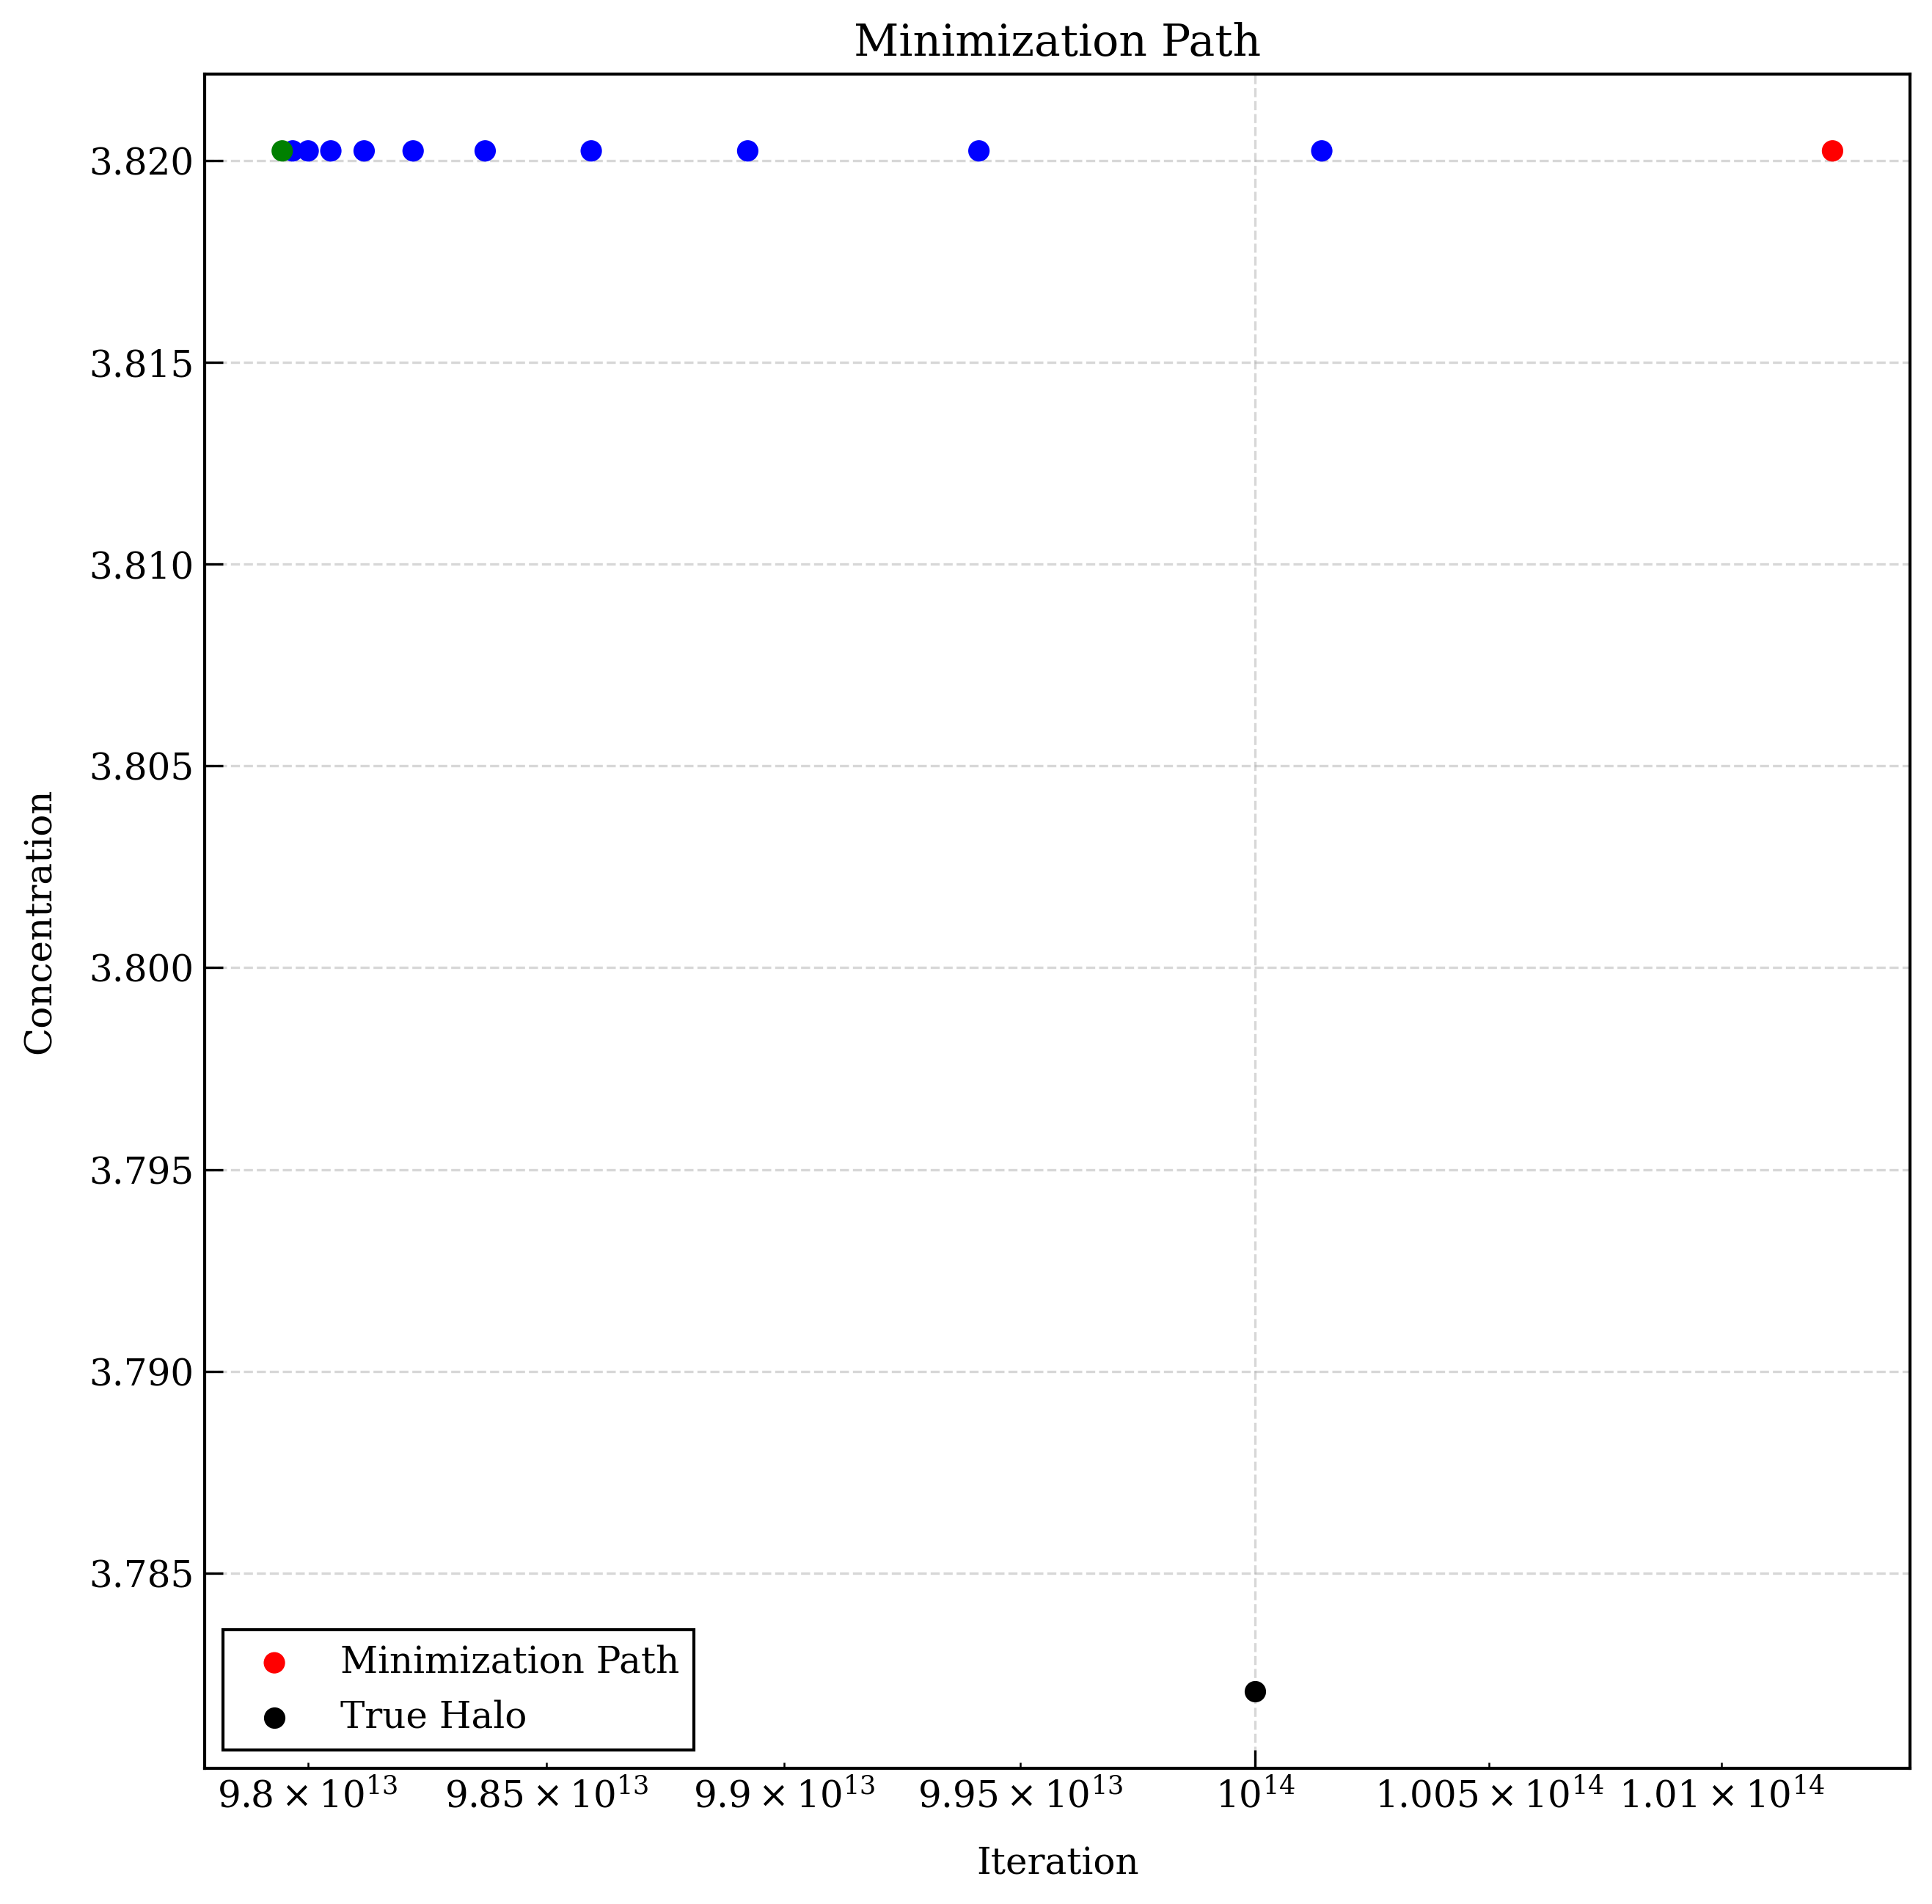 Minimization Path
3.820
3.815
3.810
3.805
3.800
3.795
3.790
3.785
Concentration
Minimization Path
True Halo
9.8 × 10¹³ 9.85 × 10¹³ 9.9 × 10¹³ 9.95 × 10¹³ 10¹⁴ 1.005 × 10¹⁴ 1.01 × 10¹⁴
Iteration